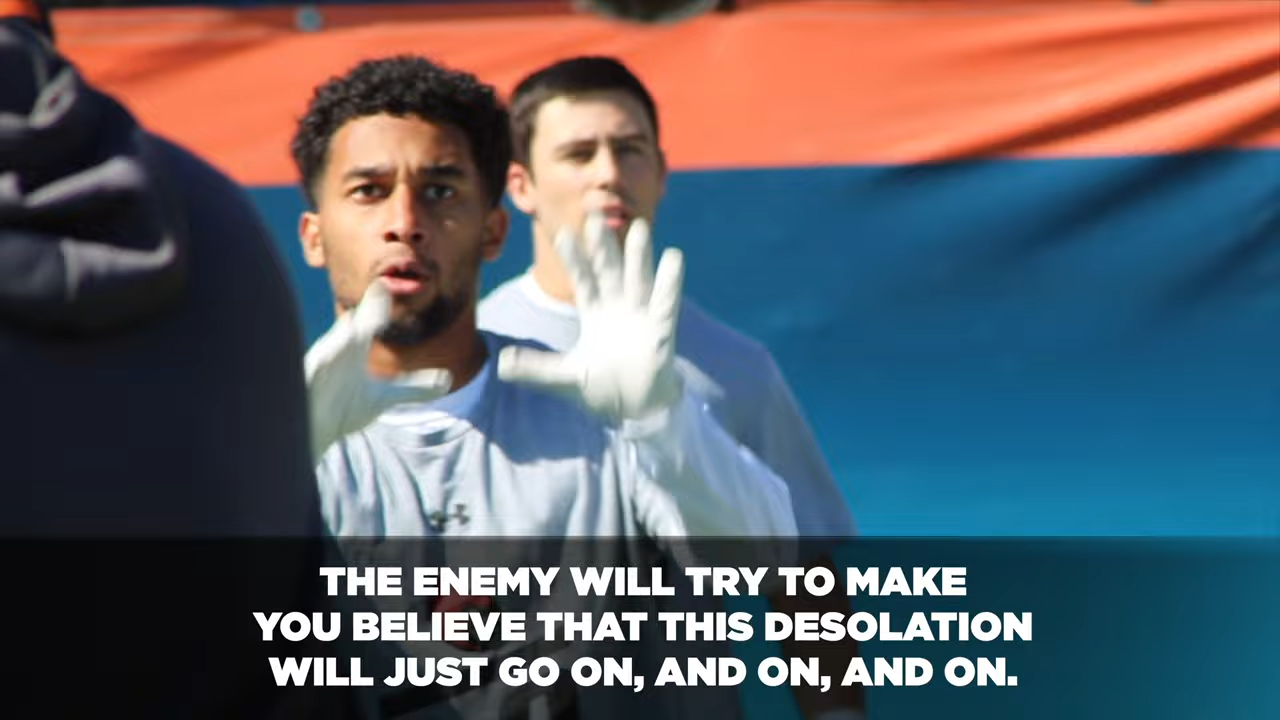 THE ENEMY WILL TRY TO MAKE
YOU BELIEVE THAT THIS DESOLATION
WILL JUST GO ON, AND ON, AND ON.